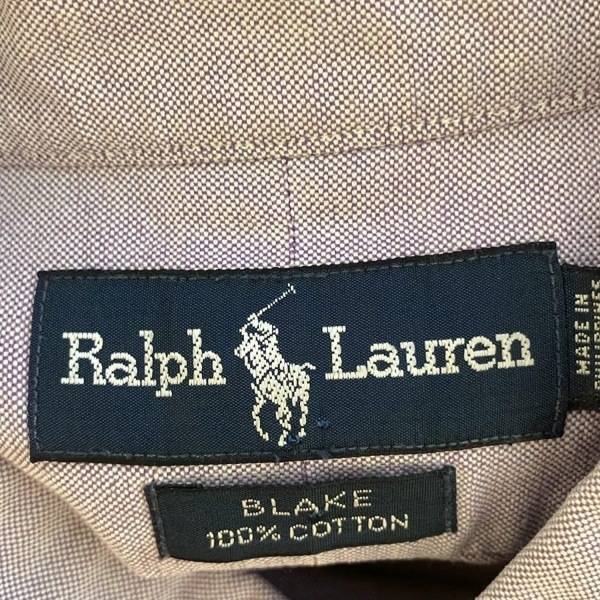 Ralph Lauren
MADE IN
BLAKE
100% COTTON